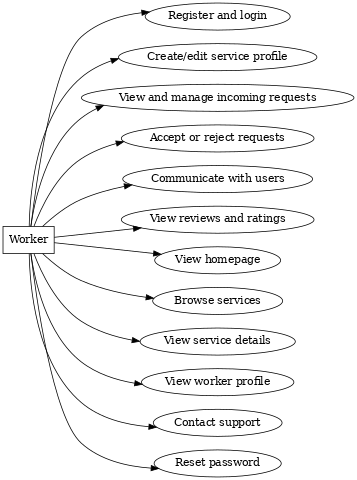 Register and login
Create/edit service profile
View and manage incoming requests
Accept or reject requests
Communicate with users
View reviews and ratings
Worker
View homepage
Browse services
View service details
View worker profile
Contact support
Reset password